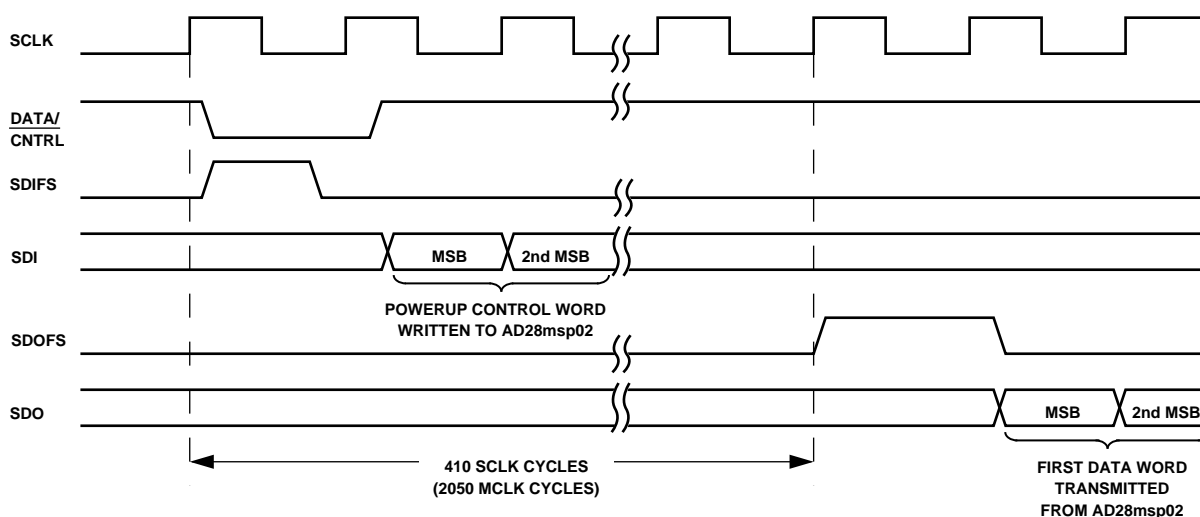 SCLK
DATA/
CNTRL
SDIFS
SDI
MSB
2nd MSB
POWERUP CONTROL WORD
WRITTEN TO AD28msp02
SDOFS
SDO
MSB
2nd MSB
410 SCLK CYCLES
(2050 MCLK CYCLES)
FIRST DATA WORD
TRANSMITTED
FROM AD28msp02